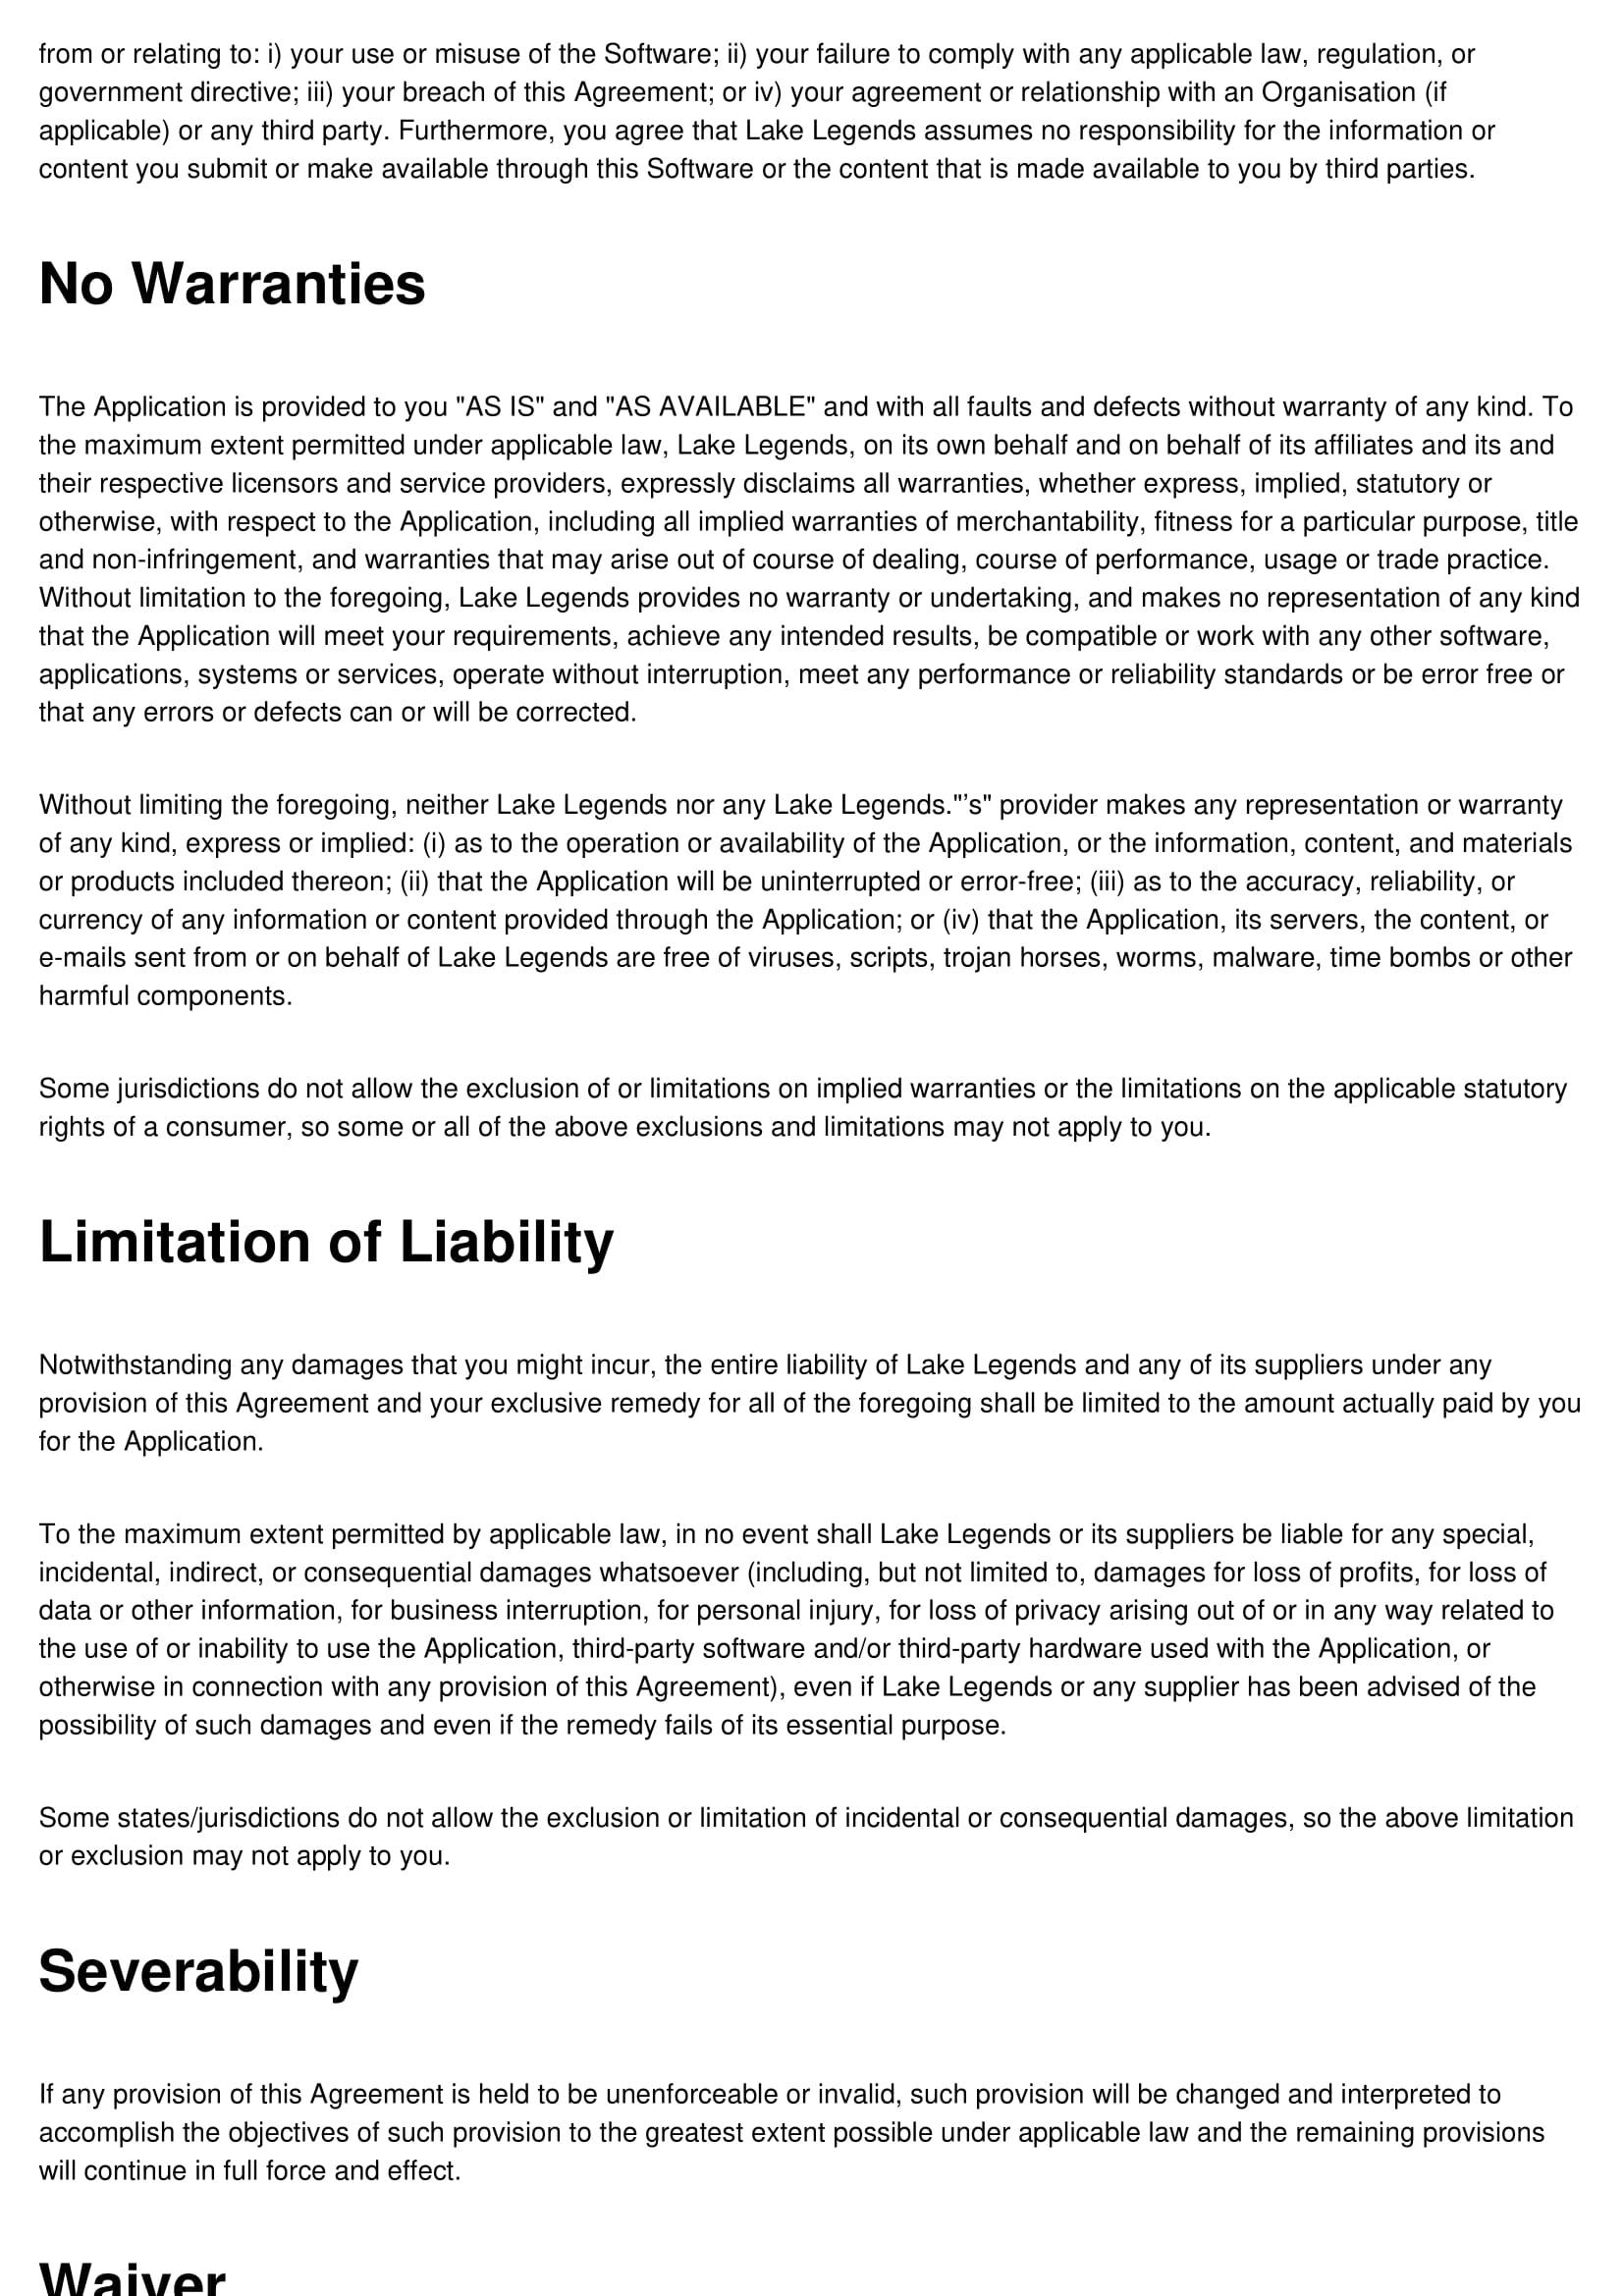 from or relating to: i) your use or misuse of the Software; ii) your failure to comply with any applicable law, regulation, or
government directive; iii) your breach of this Agreement; or iv) your agreement or relationship with an Organisation (if
applicable) or any third party. Furthermore, you agree that Lake Legends assumes no responsibility for the information or
content you submit or make available through this Software or the content that is made available to you by third parties.
No Warranties
The Application is provided to you "AS IS" and "AS AVAILABLE" and with all faults and defects without warranty of any kind. To
the maximum extent permitted under applicable law, Lake Legends, on its own behalf and on behalf of its affiliates and its and
their respective licensors and service providers, expressly disclaims all warranties, whether express, implied, statutory or
otherwise, with respect to the Application, including all implied warranties of merchantability, fitness for a particular purpose, title
and non-infringement, and warranties that may arise out of course of dealing, course of performance, usage or trade practice.
Without limitation to the foregoing, Lake Legends provides no warranty or undertaking, and makes no representation of any kind
that the Application will meet your requirements, achieve any intended results, be compatible or work with any other software,
applications, systems or services, operate without interruption, meet any performance or reliability standards or be error free or
that any errors or defects can or will be corrected.
Without limiting the foregoing, neither Lake Legends nor any Lake Legends."’s" provider makes any representation or warranty
of any kind, express or implied: (i) as to the operation or availability of the Application, or the information, content, and materials
or products included thereon; (ii) that the Application will be uninterrupted or error-free; (iii) as to the accuracy, reliability, or
currency of any information or content provided through the Application; or (iv) that the Application, its servers, the content, or
e-mails sent from or on behalf of Lake Legends are free of viruses, scripts, trojan horses, worms, malware, time bombs or other
harmful components.
Some jurisdictions do not allow the exclusion of or limitations on implied warranties or the limitations on the applicable statutory
rights of a consumer, so some or all of the above exclusions and limitations may not apply to you.
Limitation of Liability
Notwithstanding any damages that you might incur, the entire liability of Lake Legends and any of its suppliers under any
provision of this Agreement and your exclusive remedy for all of the foregoing shall be limited to the amount actually paid by you
for the Application.
To the maximum extent permitted by applicable law, in no event shall Lake Legends or its suppliers be liable for any special,
incidental, indirect, or consequential damages whatsoever (including, but not limited to, damages for loss of profits, for loss of
data or other information, for business interruption, for personal injury, for loss of privacy arising out of or in any way related to
the use of or inability to use the Application, third-party software and/or third-party hardware used with the Application, or
otherwise in connection with any provision of this Agreement), even if Lake Legends or any supplier has been advised of the
possibility of such damages and even if the remedy fails of its essential purpose.
Some states/jurisdictions do not allow the exclusion or limitation of incidental or consequential damages, so the above limitation
or exclusion may not apply to you.
Severability
If any provision of this Agreement is held to be unenforceable or invalid, such provision will be changed and interpreted to
accomplish the objectives of such provision to the greatest extent possible under applicable law and the remaining provisions
will continue in full force and effect.
Waiver